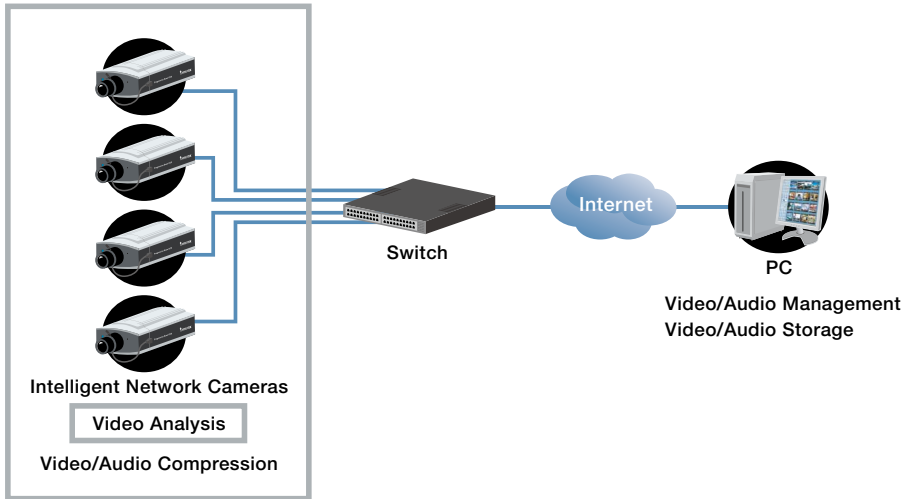 Intelligent Network Cameras
Video Analysis
Video/Audio Compression
Switch
Internet
PC
Video/Audio Management
Video/Audio Storage